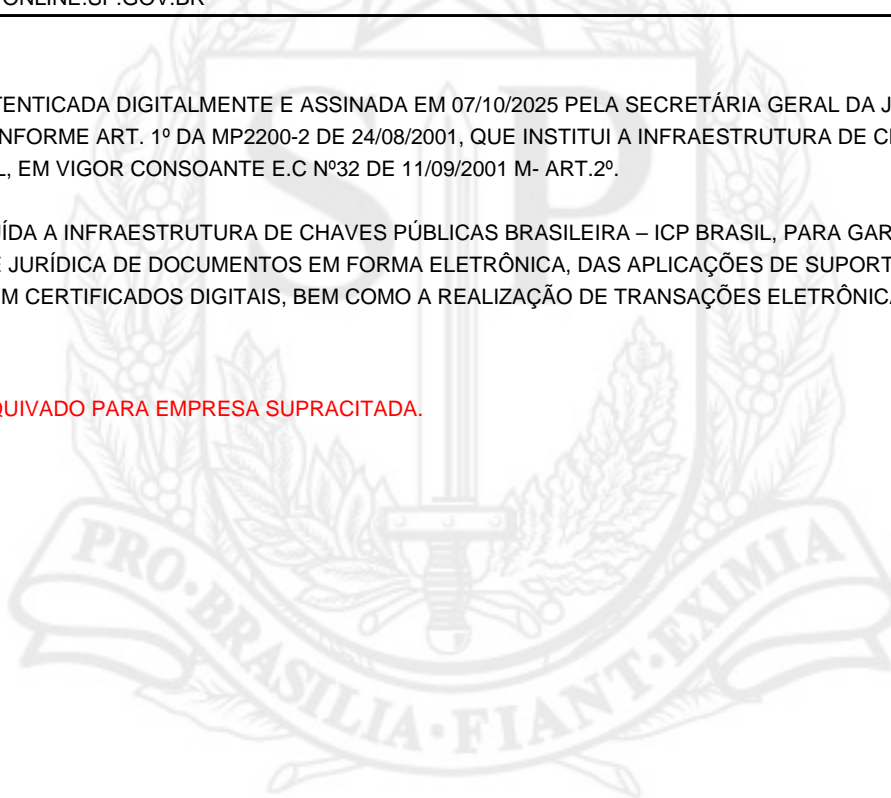 ONLINE.SP.GOV.BR
TENTICADA DIGITALMENTE E ASSINADA EM 07/10/2025 PELA SECRETÁRIA GERAL DA J
NFORME ART. 1º DA MP2200-2 DE 24/08/2001, QUE INSTITUI A INFRAESTRUTURA DE C
L, EM VIGOR CONSOANTE E.C Nº32 DE 11/09/2001 M- ART.2º.
ÍDA A INFRAESTRUTURA DE CHAVES PÚBLICAS BRASILEIRA – ICP BRASIL, PARA GAR
E JURÍDICA DE DOCUMENTOS EM FORMA ELETRÔNICA, DAS APLICAÇÕES DE SUPORT
M CERTIFICADOS DIGITAIS, BEM COMO A REALIZAÇÃO DE TRANSAÇÕES ELETRÔNICA
QUIVADO PARA EMPRESA SUPRACITADA.
SP
PRO·BRASILIA·FIANT·EXIMIA